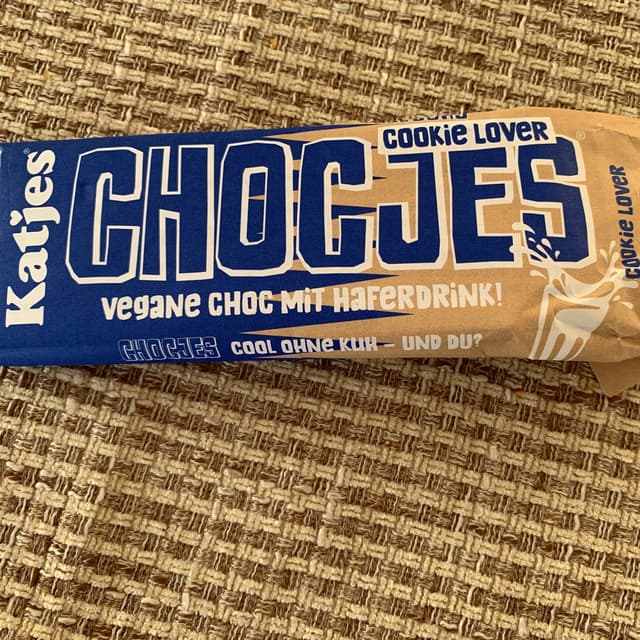 Katjes
COOKiE LOVER
CHOCJES
VEGANE CHOC MiT HAFERDRiNK!
CHOCJES COOL OHNE KUH – UND DU?
COOKiE LOVER